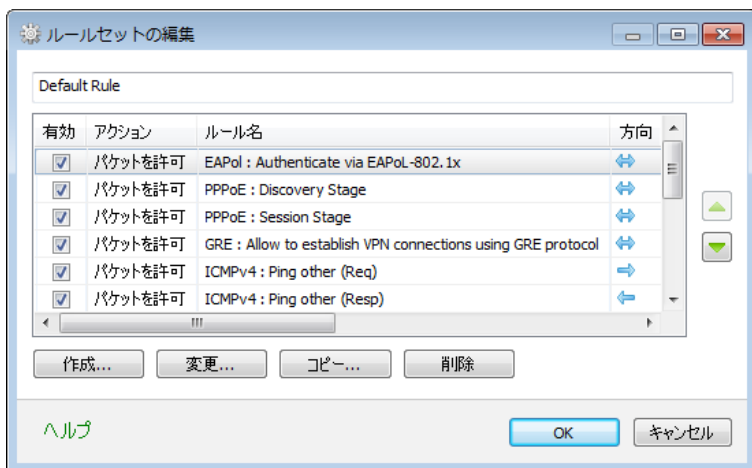 ルールセットの編集
Default Rule
有効 アクション ルール名 方向
パケットを許可 EAPol : Authenticate via EAPoL-802.1x
パケットを許可 PPPoE : Discovery Stage
パケットを許可 PPPoE : Session Stage
パケットを許可 GRE : Allow to establish VPN connections using GRE protocol
パケットを許可 ICMPv4 : Ping other (Req)
パケットを許可 ICMPv4 : Ping other (Resp)
作成... 変更... コピー... 削除
ヘルプ OK キャンセル